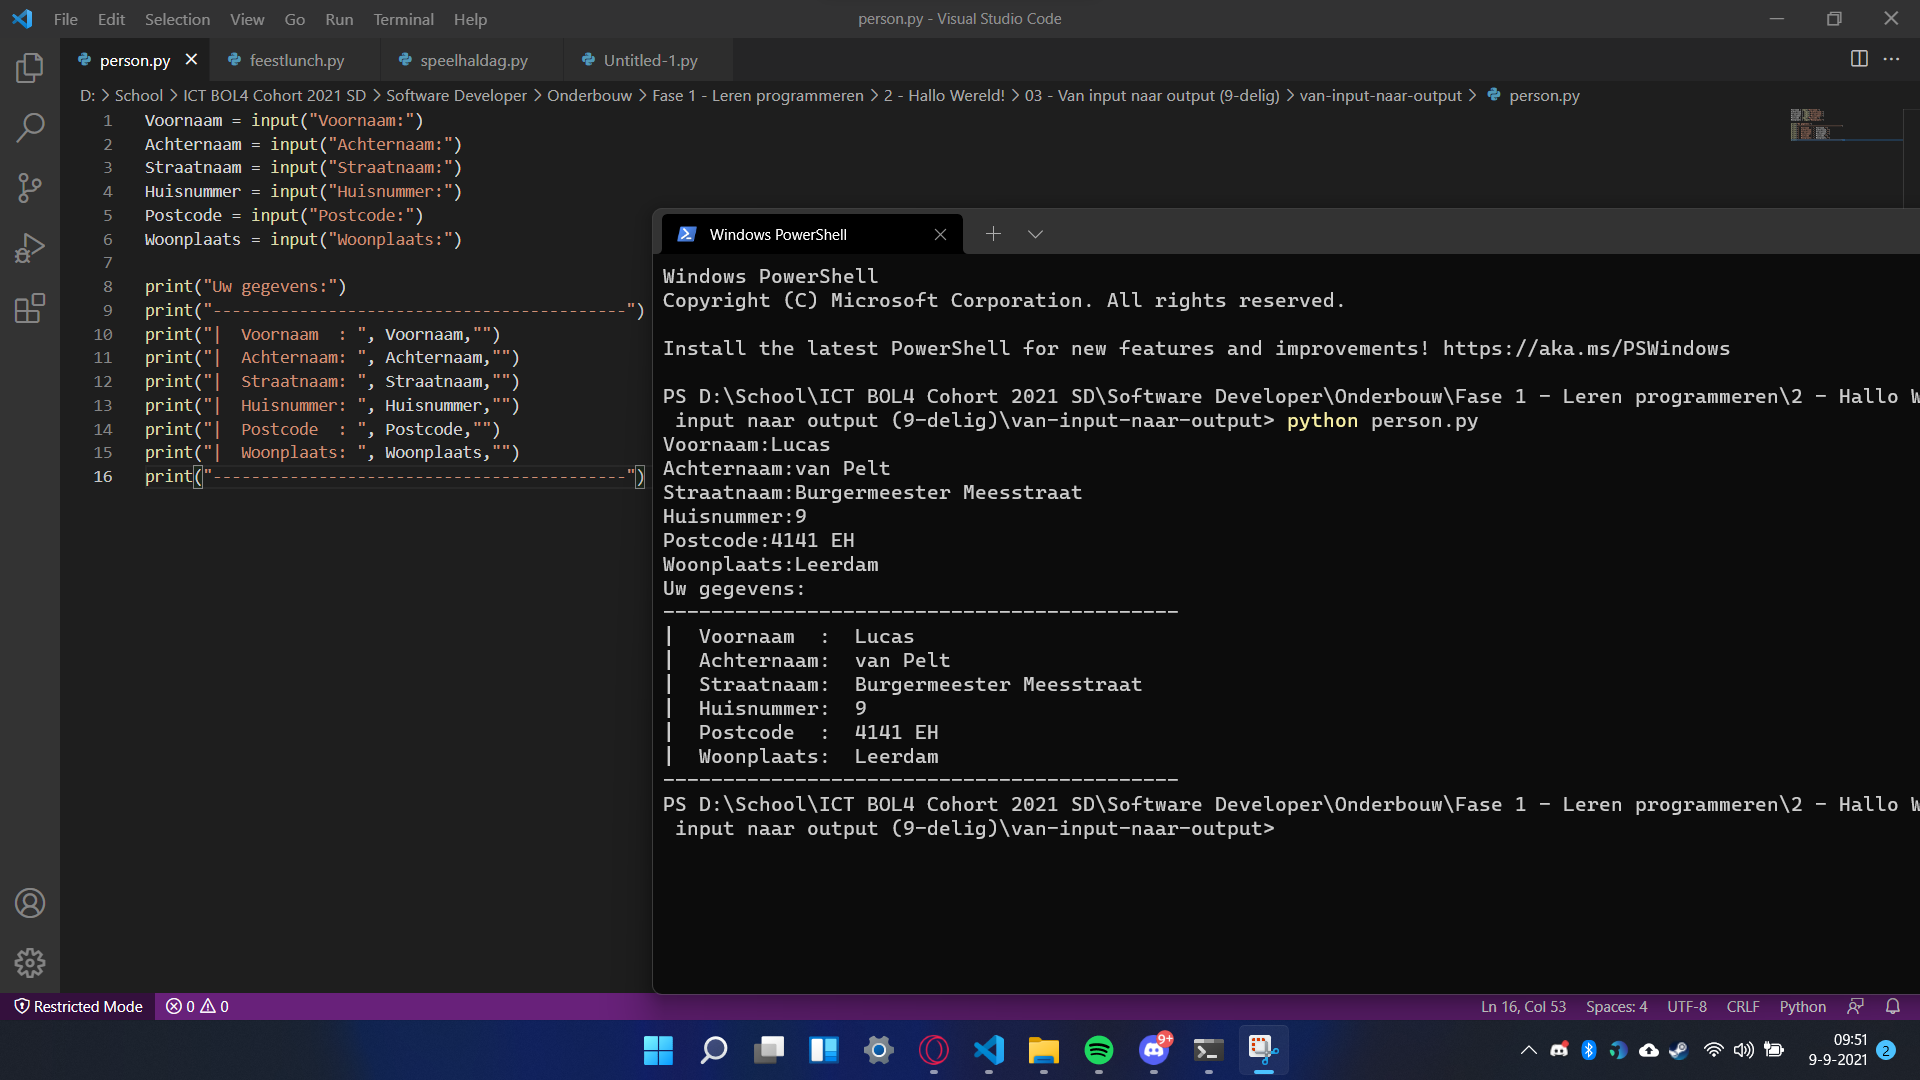 File Edit Selection View Go Run Terminal Help person.py - Visual Studio Code
person.py feestlunch.py speelhaldag.py Untitled-1.py
D: > School > ICT BOL4 Cohort 2021 SD > Software Developer > Onderbouw > Fase 1 - Leren programmeren > 2 - Hallo Wereld! > 03 - Van input naar output (9-delig) > van-input-naar-output > person.py
1 Voornaam = input("Voornaam:")
2 Achternaam = input("Achternaam:")
3 Straatnaam = input("Straatnaam:")
4 Huisnummer = input("Huisnummer:")
5 Postcode = input("Postcode:")
6 Woonplaats = input("Woonplaats:")
7
8 print("Uw gegevens:")
9 print("-------------------------------------------")
10 print("|  Voornaam  : ", Voornaam,"")
11 print("|  Achternaam: ", Achternaam,"")
12 print("|  Straatnaam: ", Straatnaam,"")
13 print("|  Huisnummer: ", Huisnummer,"")
14 print("|  Postcode  : ", Postcode,"")
15 print("|  Woonplaats: ", Woonplaats,"")
16 print("-------------------------------------------")
Windows PowerShell
Windows PowerShell
Copyright (C) Microsoft Corporation. All rights reserved.
Install the latest PowerShell for new features and improvements! https://aka.ms/PSWindows
PS D:\School\ICT BOL4 Cohort 2021 SD\Software Developer\Onderbouw\Fase 1 - Leren programmeren\2 - Hallo W
input naar output (9-delig)\van-input-naar-output> python person.py
Voornaam:Lucas
Achternaam:van Pelt
Straatnaam:Burgermeester Meesstraat
Huisnummer:9
Postcode:4141 EH
Woonplaats:Leerdam
Uw gegevens:
-------------------------------------------
|  Voornaam  :  Lucas
|  Achternaam:  van Pelt
|  Straatnaam:  Burgermeester Meesstraat
|  Huisnummer:  9
|  Postcode  :  4141 EH
|  Woonplaats:  Leerdam
-------------------------------------------
PS D:\School\ICT BOL4 Cohort 2021 SD\Software Developer\Onderbouw\Fase 1 - Leren programmeren\2 - Hallo W
input naar output (9-delig)\van-input-naar-output>
Restricted Mode 0 0 Ln 16, Col 53 Spaces: 4 UTF-8 CRLF Python
9+
09:51
9-9-2021 2